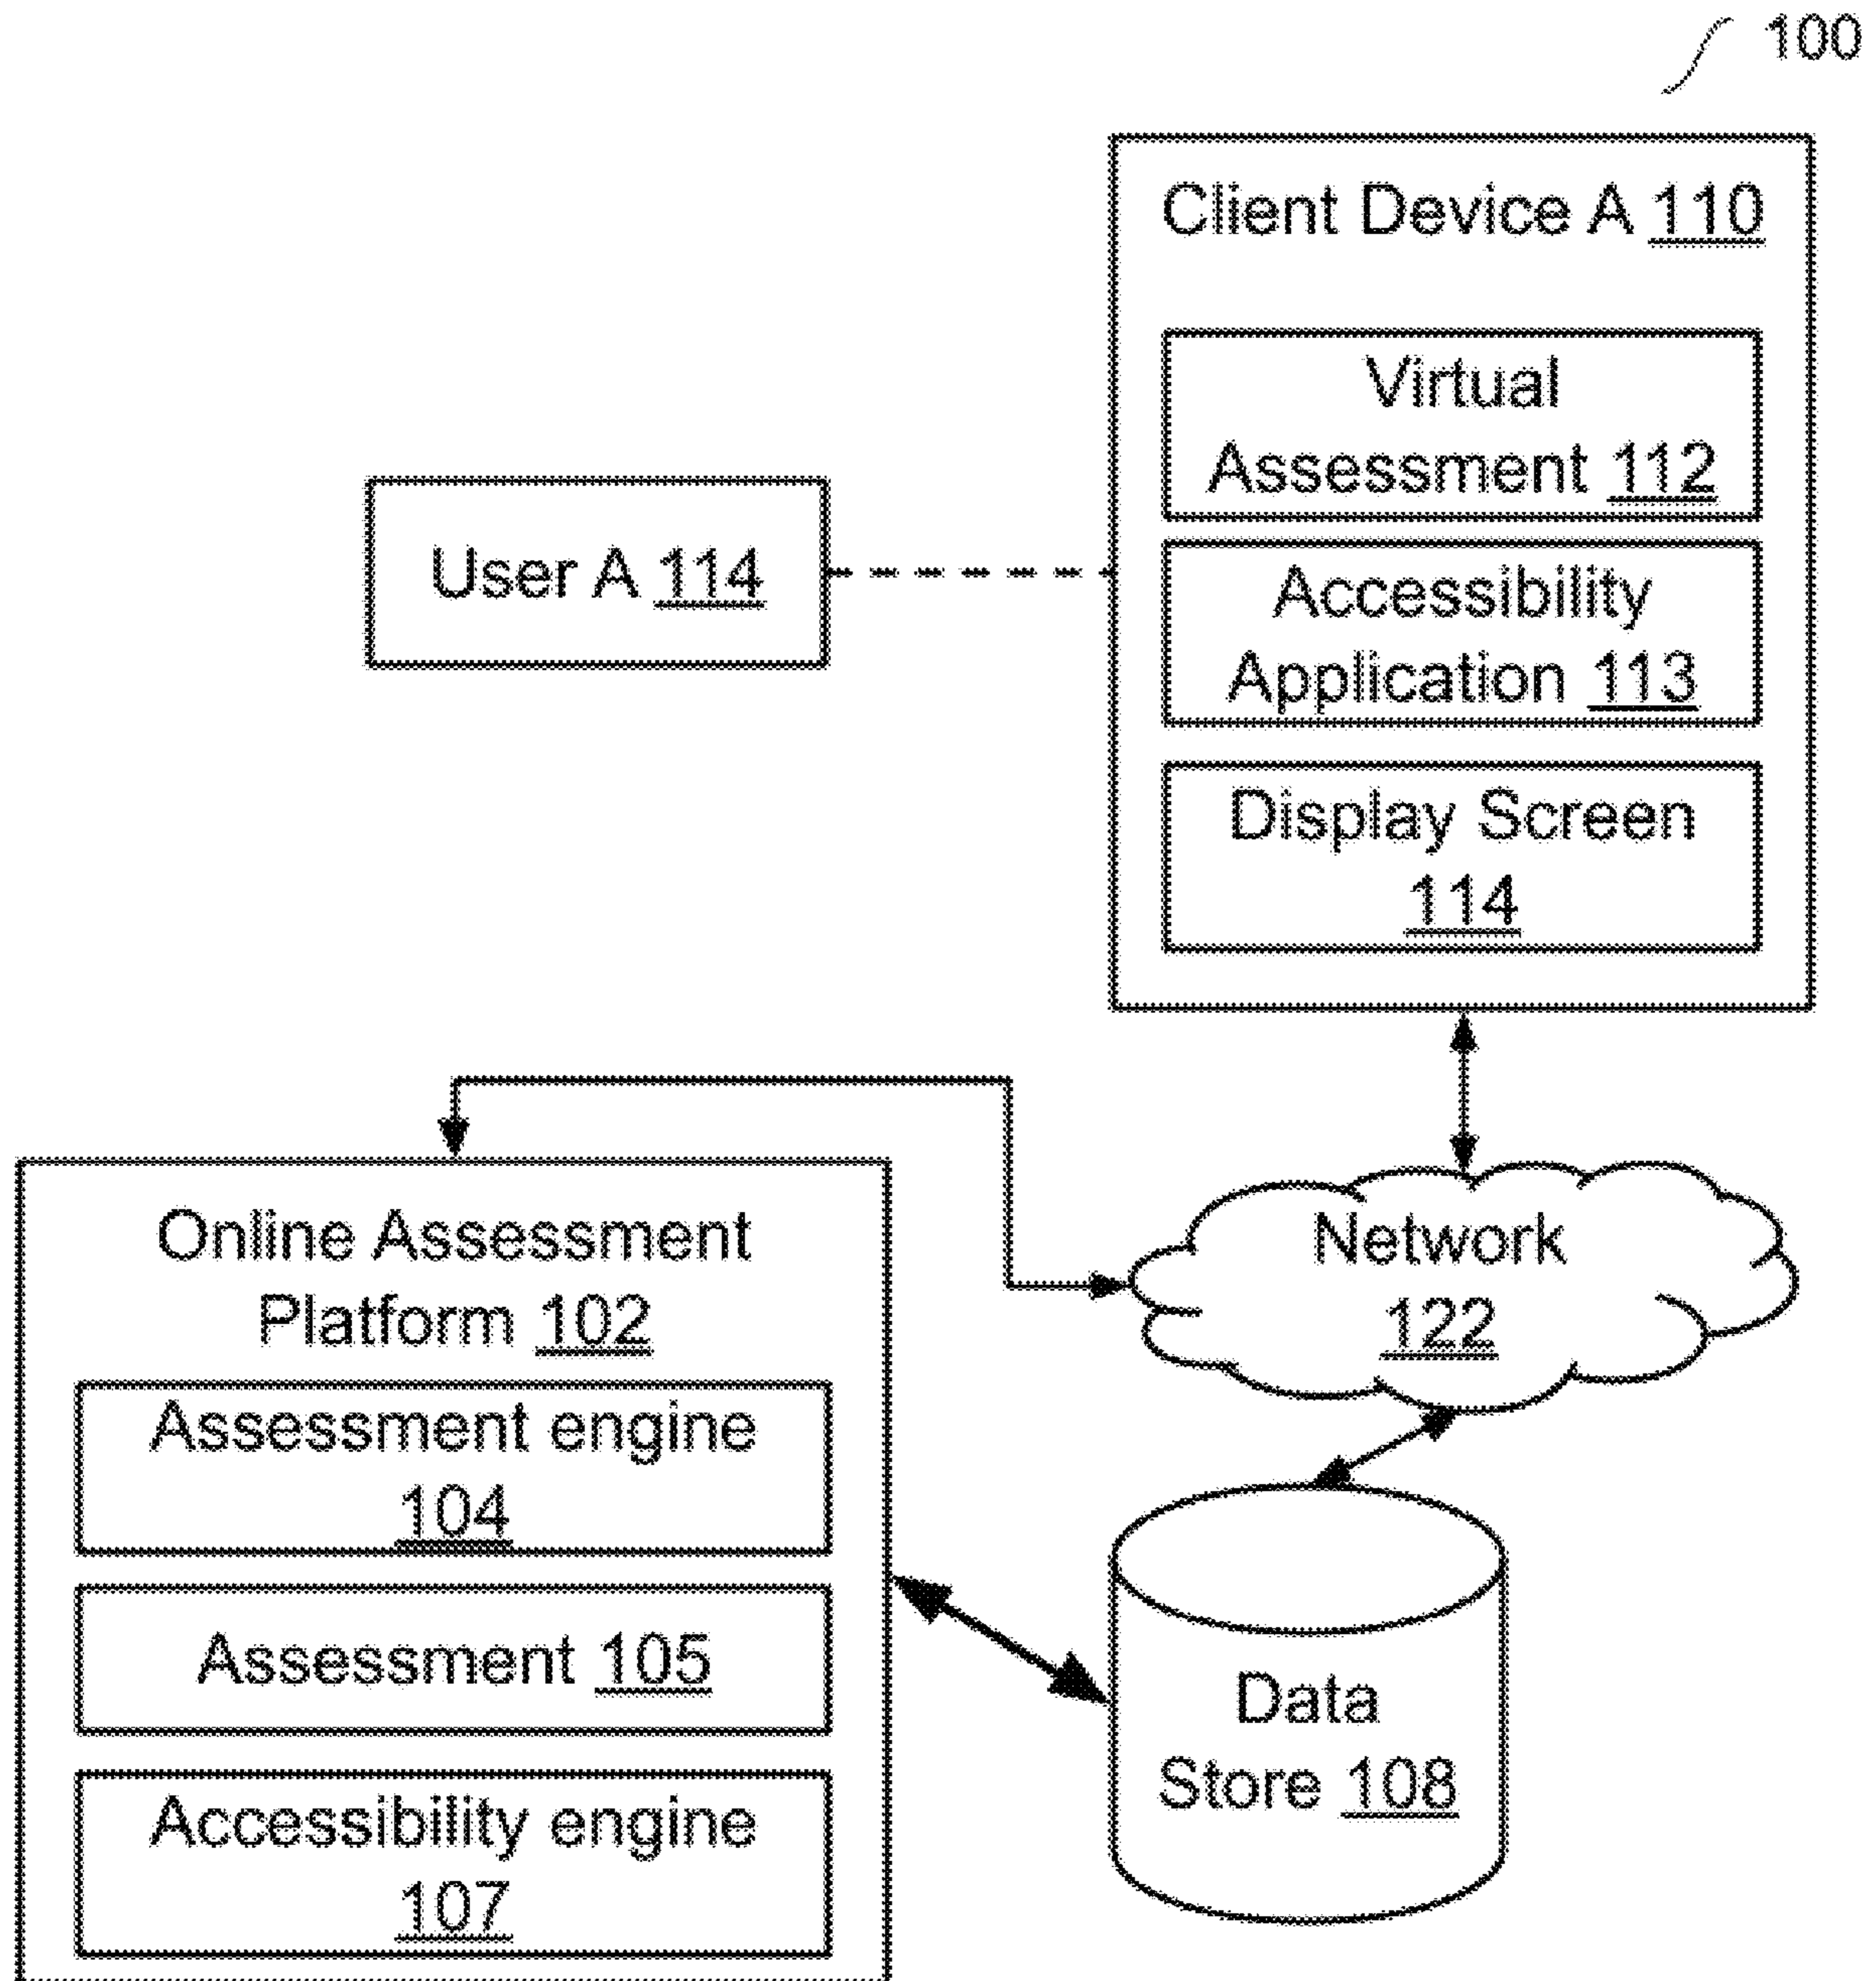 100
Client Device A 110
Virtual
Assessment 112
User A 114
Accessibility
Application 113
Display Screen
114
Online Assessment
Platform 102
Network
122
Assessment engine
104
Assessment 105
Data
Store 108
Accessibility engine
107